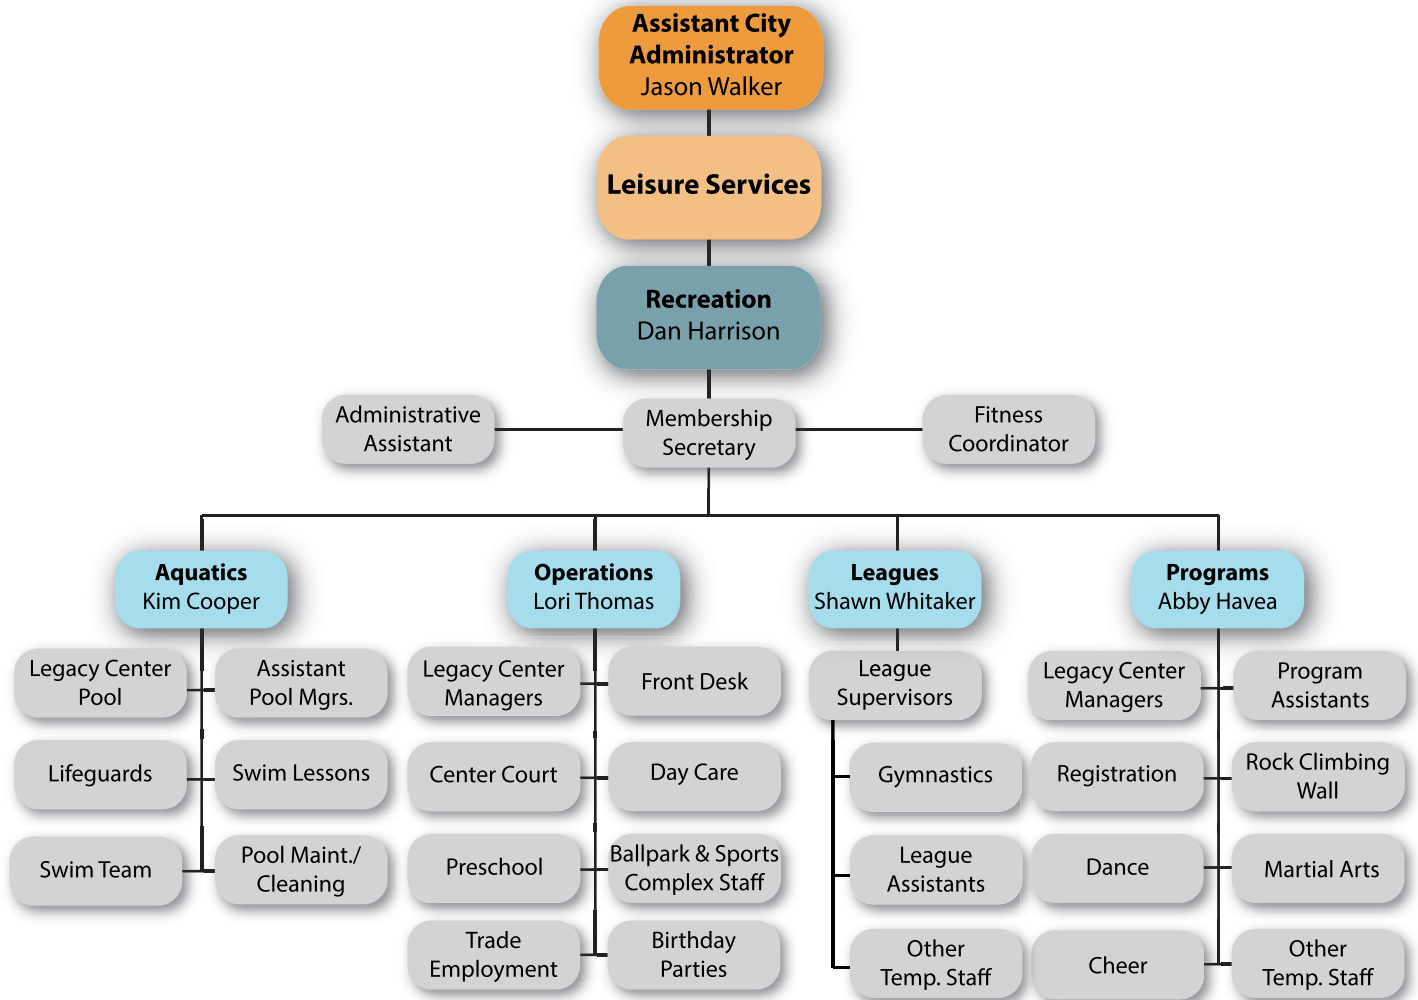 Assistant City
Administrator
Jason Walker
Leisure Services
Recreation
Dan Harrison
Administrative
Assistant
Membership
Secretary
Fitness
Coordinator
Aquatics
Kim Cooper
Operations
Lori Thomas
Leagues
Shawn Whitaker
Programs
Abby Havea
Legacy Center
Pool
Assistant
Pool Mgrs.
Legacy Center
Managers
Front Desk
League
Supervisors
Legacy Center
Managers
Program
Assistants
Lifeguards
Swim Lessons
Center Court
Day Care
Gymnastics
Registration
Rock Climbing
Wall
Swim Team
Pool Maint./
Cleaning
Preschool
Ballpark & Sports
Complex Staff
League
Assistants
Dance
Martial Arts
Trade
Employment
Birthday
Parties
Other
Temp. Staff
Cheer
Other
Temp. Staff